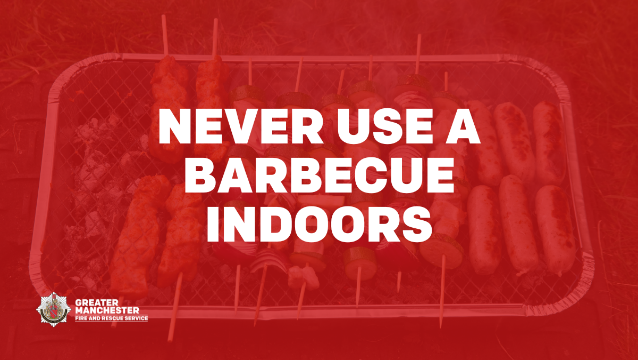 NEVER USE A
BARBECUE
INDOORS
GREATER
MANCHESTER
FIRE AND RESCUE SERVICE